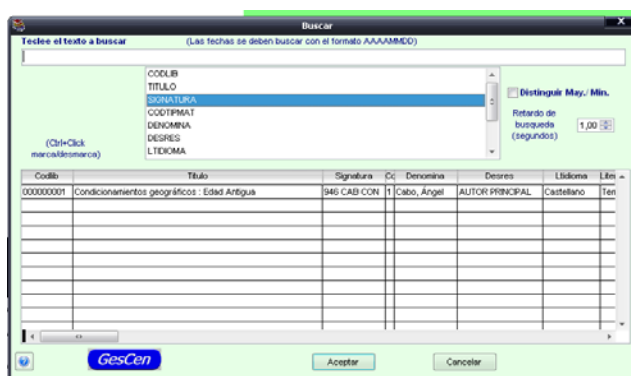 Buscar
Teclee el texto a buscar (Las fechas se deben buscar con el formato AAAAMMDD)
CODLIB
TITULO
SIGNATURA
CODTIPMAT
DENOMINA
DESRES
LTIDIOMA
Distinguir May./ Min.
Retardo de
busqueda
(segundos)
1,00
(Ctrl+Click
marca/desmarca)
Codlib Titulo Signatura Cc Denomina Desres Ltidioma Liter
000000001 Condicionamientos geográficos : Edad Antigua 946 CAB CON 1 Cabo, Ángel AUTOR PRINCIPAL Castellano Ten
GesCen Aceptar Cancelar